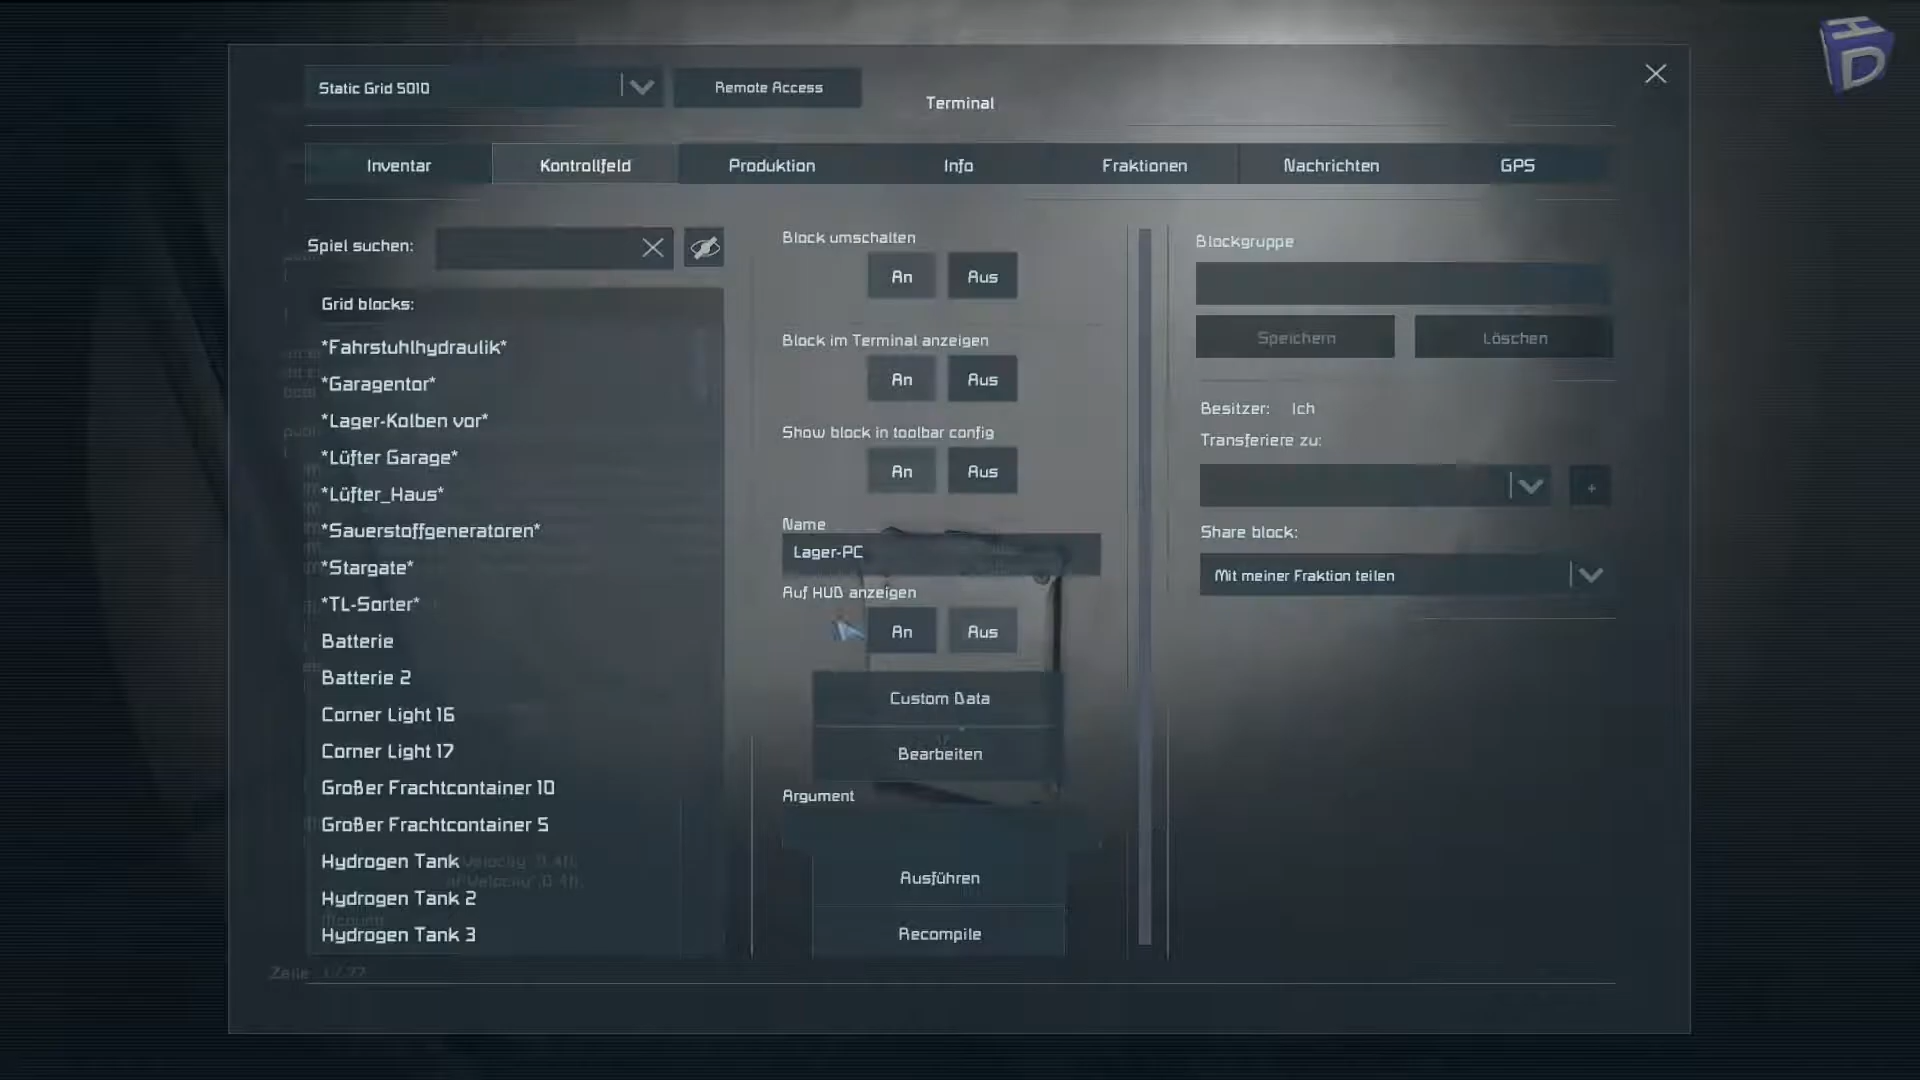 HD
Static Grid 5010
Remote Access
Terminal
Inventar
Kontrollfeld
Produktion
Info
Fraktionen
Nachrichten
GPS
Spiel suchen:
Grid blocks:
*Fahrstuhlhydraulik*
*Garagentor*
*Lager-Kolben vor*
*Lüfter Garage*
*Lüfter_Haus*
*Sauerstoffgeneratoren*
*Stargate*
*TL-Sorter*
Batterie
Batterie 2
Corner Light 16
Corner Light 17
Großer Frachtcontainer 10
Großer Frachtcontainer 5
Hydrogen Tank
Hydrogen Tank 2
Hydrogen Tank 3
Block umschalten
An
Aus
Block im Terminal anzeigen
An
Aus
Show block in toolbar config
An
Aus
Name
Lager-PC
Auf HUD anzeigen
An
Aus
Custom Data
Bearbeiten
Argument
Ausführen
Recompile
Blockgruppe
Speichern
Löschen
Besitzer: Ich
Transferiere zu:
+
Share block:
Mit meiner Fraktion teilen